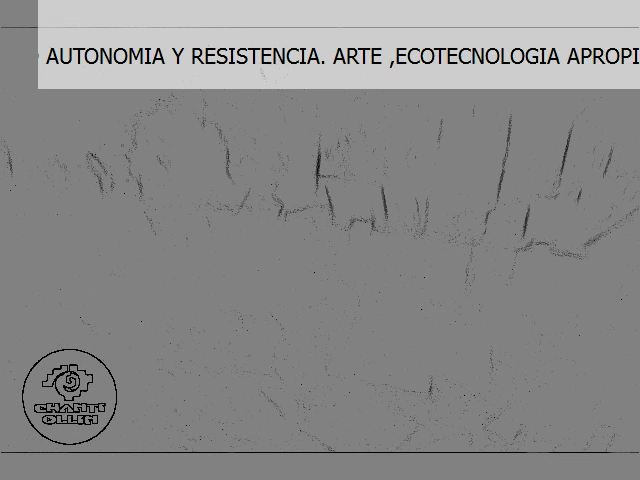 AUTONOMIA Y RESISTENCIA. ARTE ,ECOTECNOLOGIA APROPI
CHANTI
OLLIN